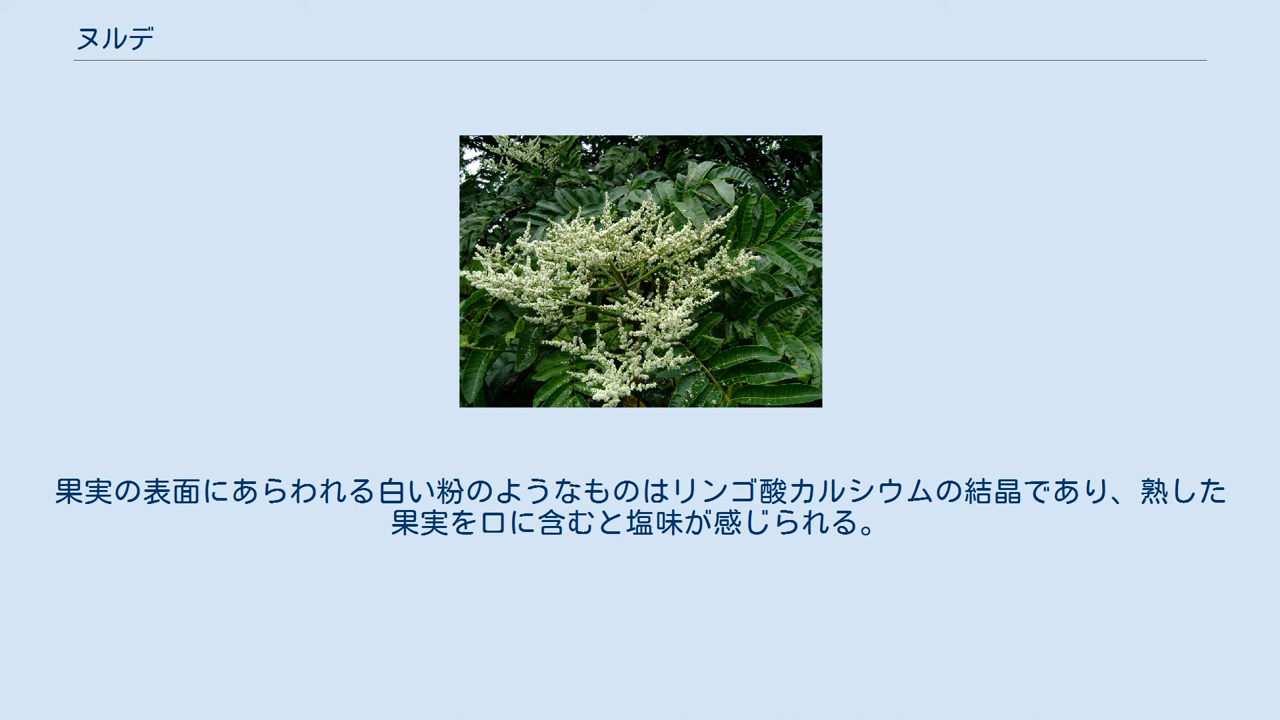 ヌルデ
果実の表面にあらわれる白い粉のようなものはリンゴ酸カルシウムの結晶であり、熟した
果実を口に含むと塩味が感じられる。